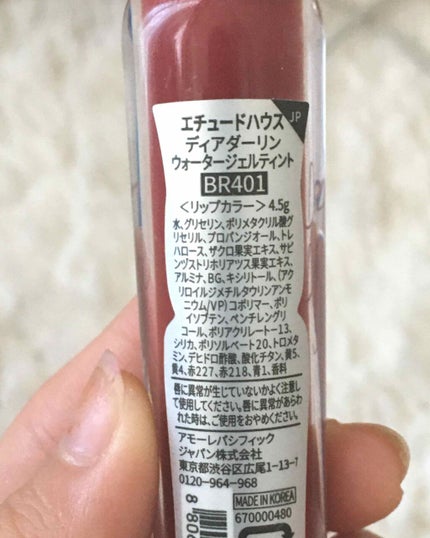 JP
エチュードハウス
ディアダーリン
ウォータージェルティント
BR401
〈リップカラー〉4.5g
水、グリセリン、ポリメタクリル酸グ
リセリル、プロパンジオール、トレ
ハロース、ザクロ果実エキス、サピ
ンヅストリホリアツス果実エキス、
アルミナ、BG、キシリトール、(アク
リロイルジメチルタウリンアンモ
ニウム/VP)コポリマー、ポリ
イソブテン、ペンチレングリ
コール、ポリアクリレート-13、
シリカ、ポリソルベート20、トロメタ
ミン、デヒドロ酢酸、酸化チタン、黄5、
黄4、赤227、赤218、青1、香料
唇に異常が生じていないかよく注意し
て使用してください。唇に異常があらわ
れた時は、ご使用をおやめください。
アモーレパシフィック
ジャパン株式会社
東京都渋谷区広尾1-13-7
0120-964-968
MADE IN KOREA
670000480